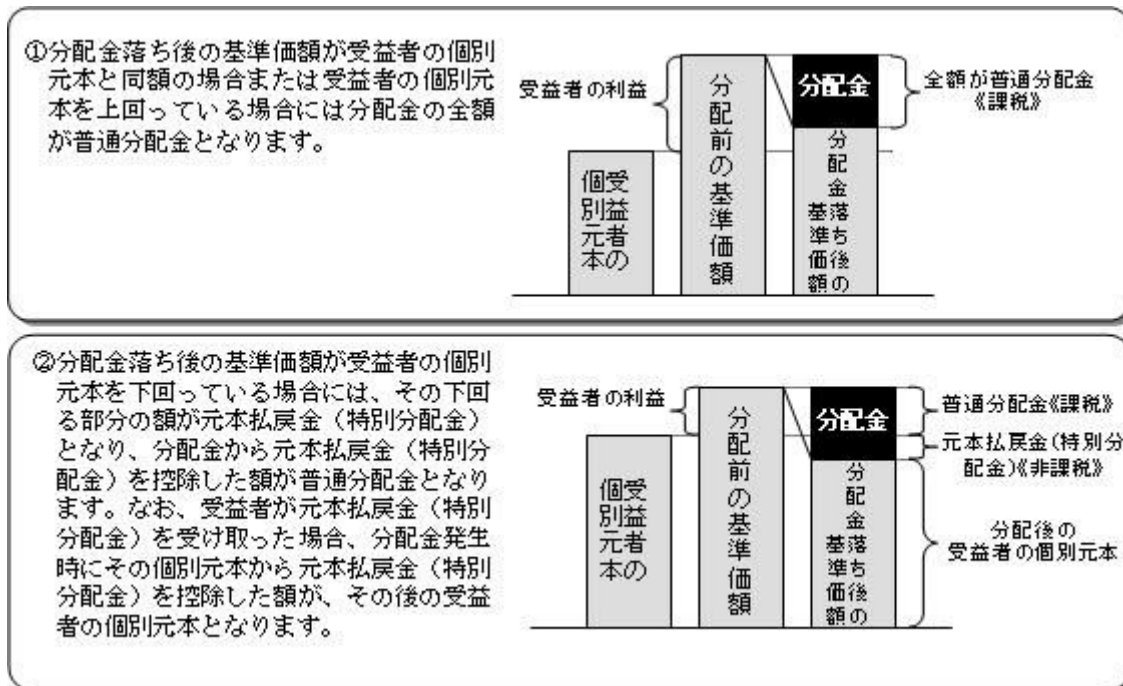 ①分配金落ち後の基準価額が受益者の個別
元本と同額の場合または受益者の個別元
本を上回っている場合には分配金の全額
が普通分配金となります。
受益者の利益
受益者の
個別元本
分配前の基準価額
分配金
分配金落ち後の
基準価額
全額が普通分配金
《課税》
②分配金落ち後の基準価額が受益者の個別
元本を下回っている場合には、その下回
る部分の額が元本払戻金（特別分配金）
となり、分配金から元本払戻金（特別分
配金）を控除した額が普通分配金となり
ます。なお、受益者が元本払戻金（特別
分配金）を受け取った場合、分配金発生
時にその個別元本から元本払戻金（特別
分配金）を控除した額が、その後の受益
者の個別元本となります。
受益者の利益
受益者の
個別元本
分配前の基準価額
分配金
分配金落ち後の
基準価額
普通分配金《課税》
元本払戻金（特別分
配金）《非課税》
分配後の
受益者の個別元本